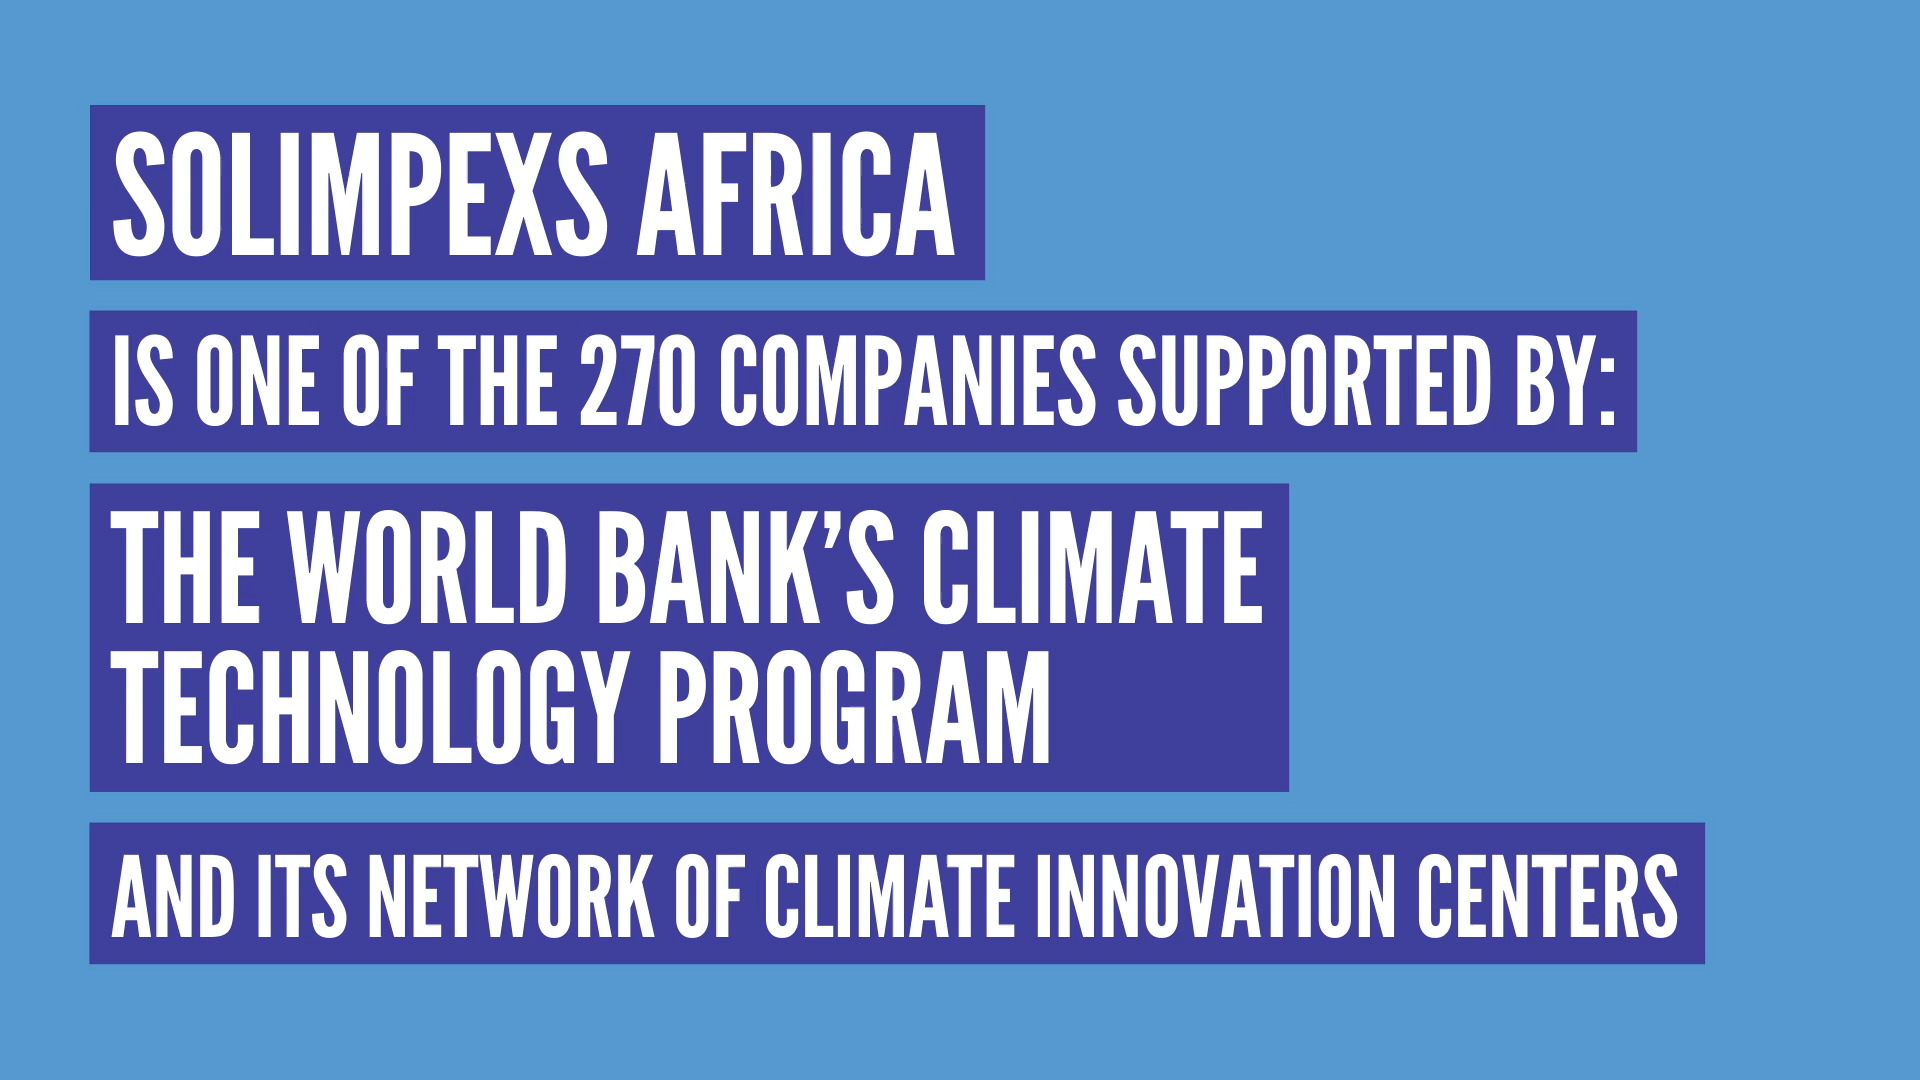 SOLIMPEXS AFRICA
IS ONE OF THE 270 COMPANIES SUPPORTED BY:
THE WORLD BANK’S CLIMATE
TECHNOLOGY PROGRAM
AND ITS NETWORK OF CLIMATE INNOVATION CENTERS